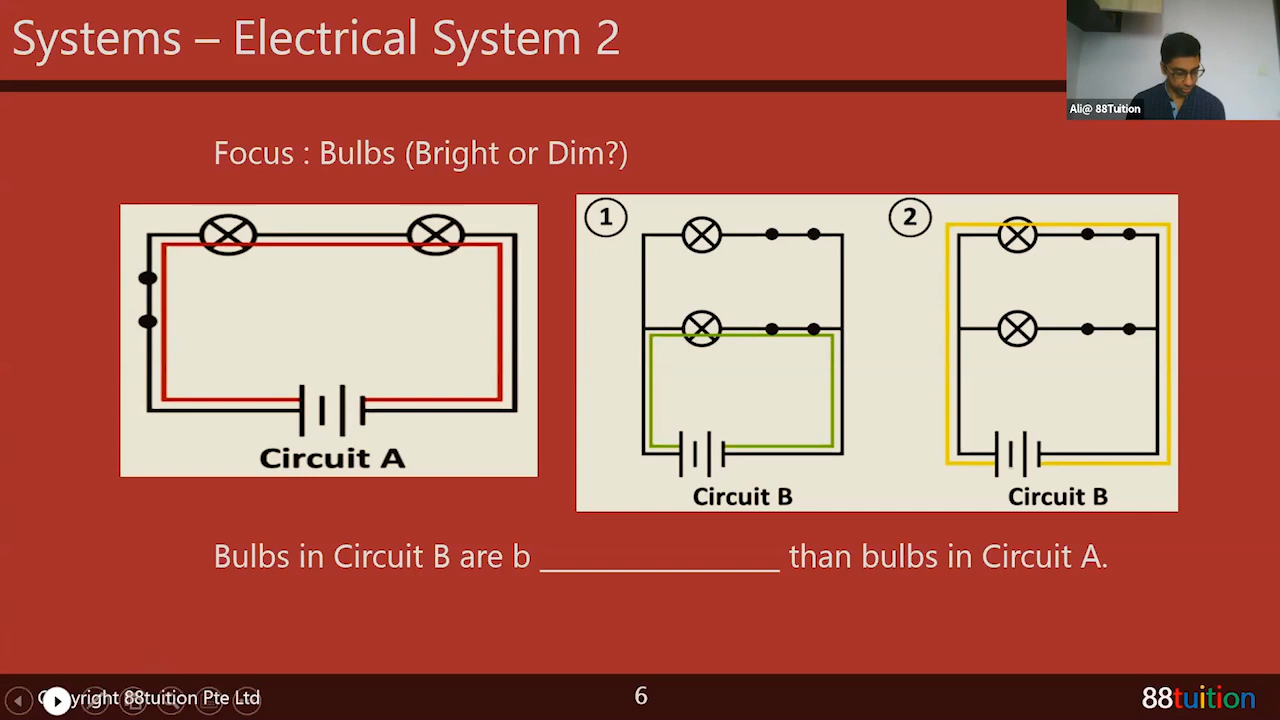 Systems – Electrical System 2
Ali@ 88Tuition
Focus : Bulbs (Bright or Dim?)
1
2
Circuit A
Circuit B
Circuit B
Bulbs in Circuit B are b _______________ than bulbs in Circuit A.
88tuition Pte Ltd
6
88tuition